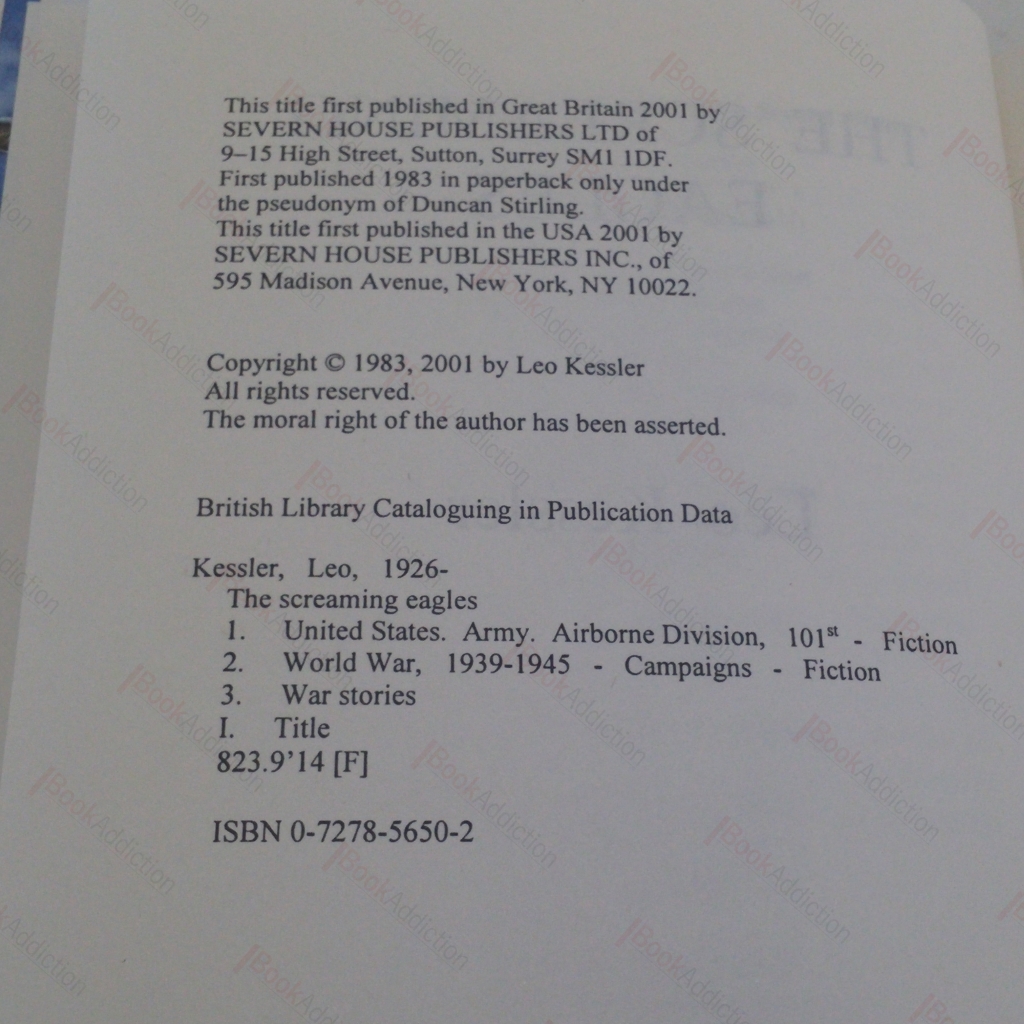 This title first published in Great Britain 2001 by
SEVERN HOUSE PUBLISHERS LTD of
9–15 High Street, Sutton, Surrey SM1 1DF.
First published 1983 in paperback only under
the pseudonym of Duncan Stirling.
This title first published in the USA 2001 by
SEVERN HOUSE PUBLISHERS INC., of
595 Madison Avenue, New York, NY 10022.
Copyright © 1983, 2001 by Leo Kessler
All rights reserved.
The moral right of the author has been asserted.
British Library Cataloguing in Publication Data
Kessler, Leo, 1926-
The screaming eagles
1. United States. Army. Airborne Division, 101st - Fiction
2. World War, 1939-1945 - Campaigns - Fiction
3. War stories
I. Title
823.9'14 [F]
ISBN 0-7278-5650-2
BookAddiction